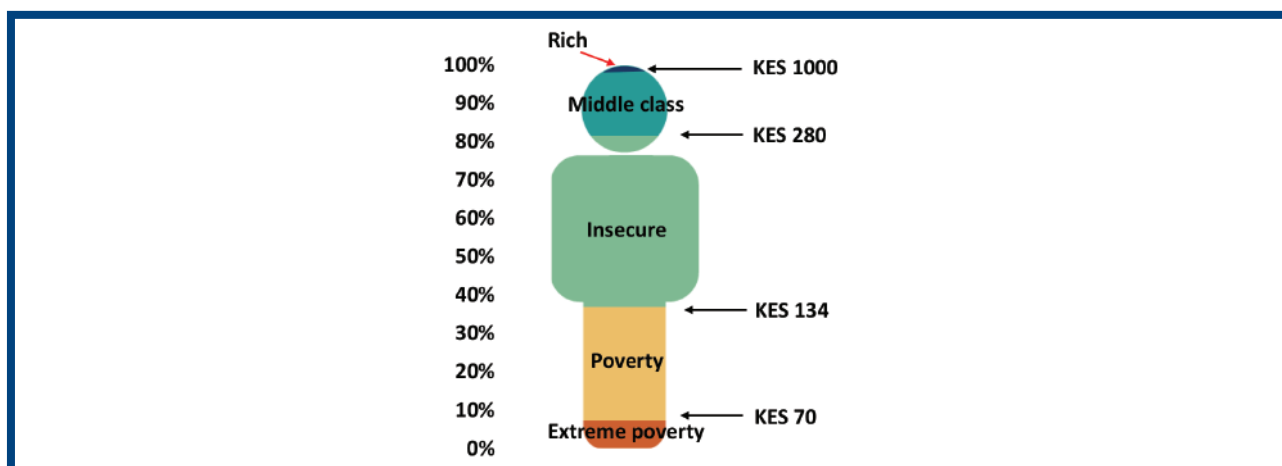 Rich
100%
KES 1000
90%
Middle class
80%
KES 280
70%
60%
Insecure
50%
40%
KES 134
30%
20%
Poverty
10%
KES 70
Extreme poverty
0%